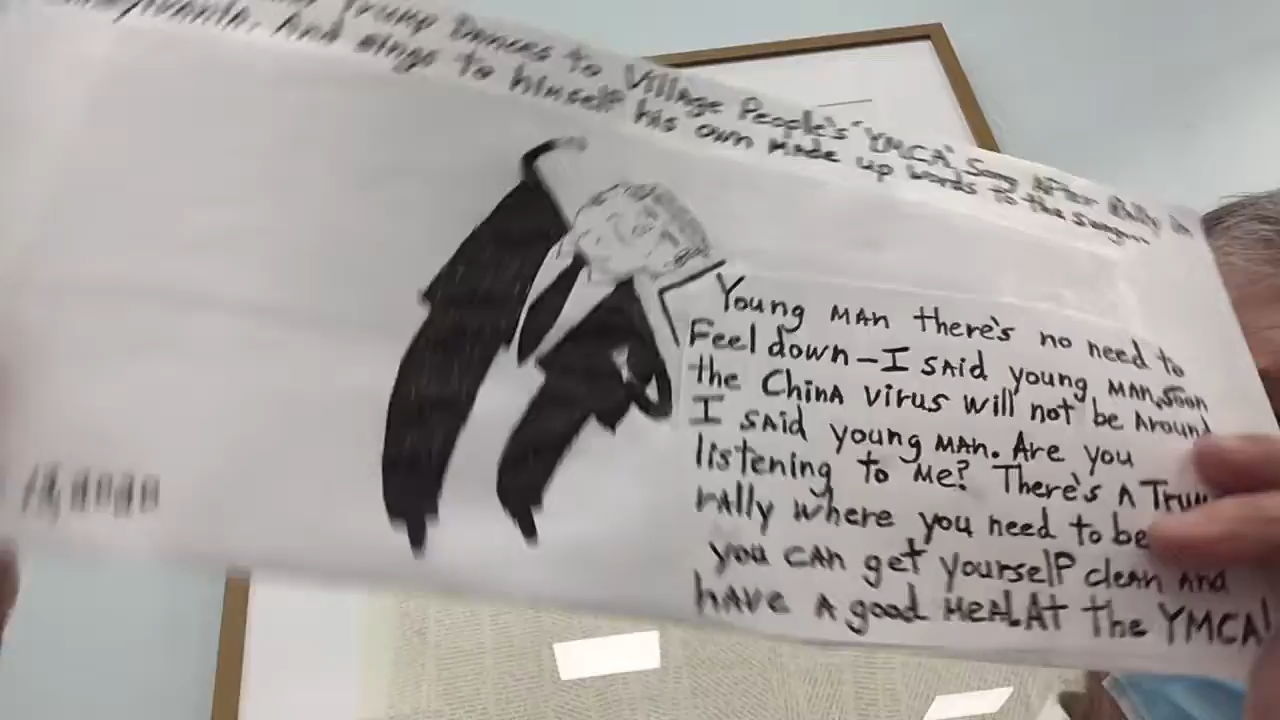 Trump Dances to Village People's "YMCA" Song After Rally In
And sings to himself his own made up words to the song...
Young MAn there's no need to
Feel down-I sAid young MAn, soon
the ChinA virus will not be Around
I sAid young MAn. Are you
listening to Me? There's A Trum
rAlly where you need to be
you CAn get yourself cleAn And
hAve A good MeAl At the YMCA!